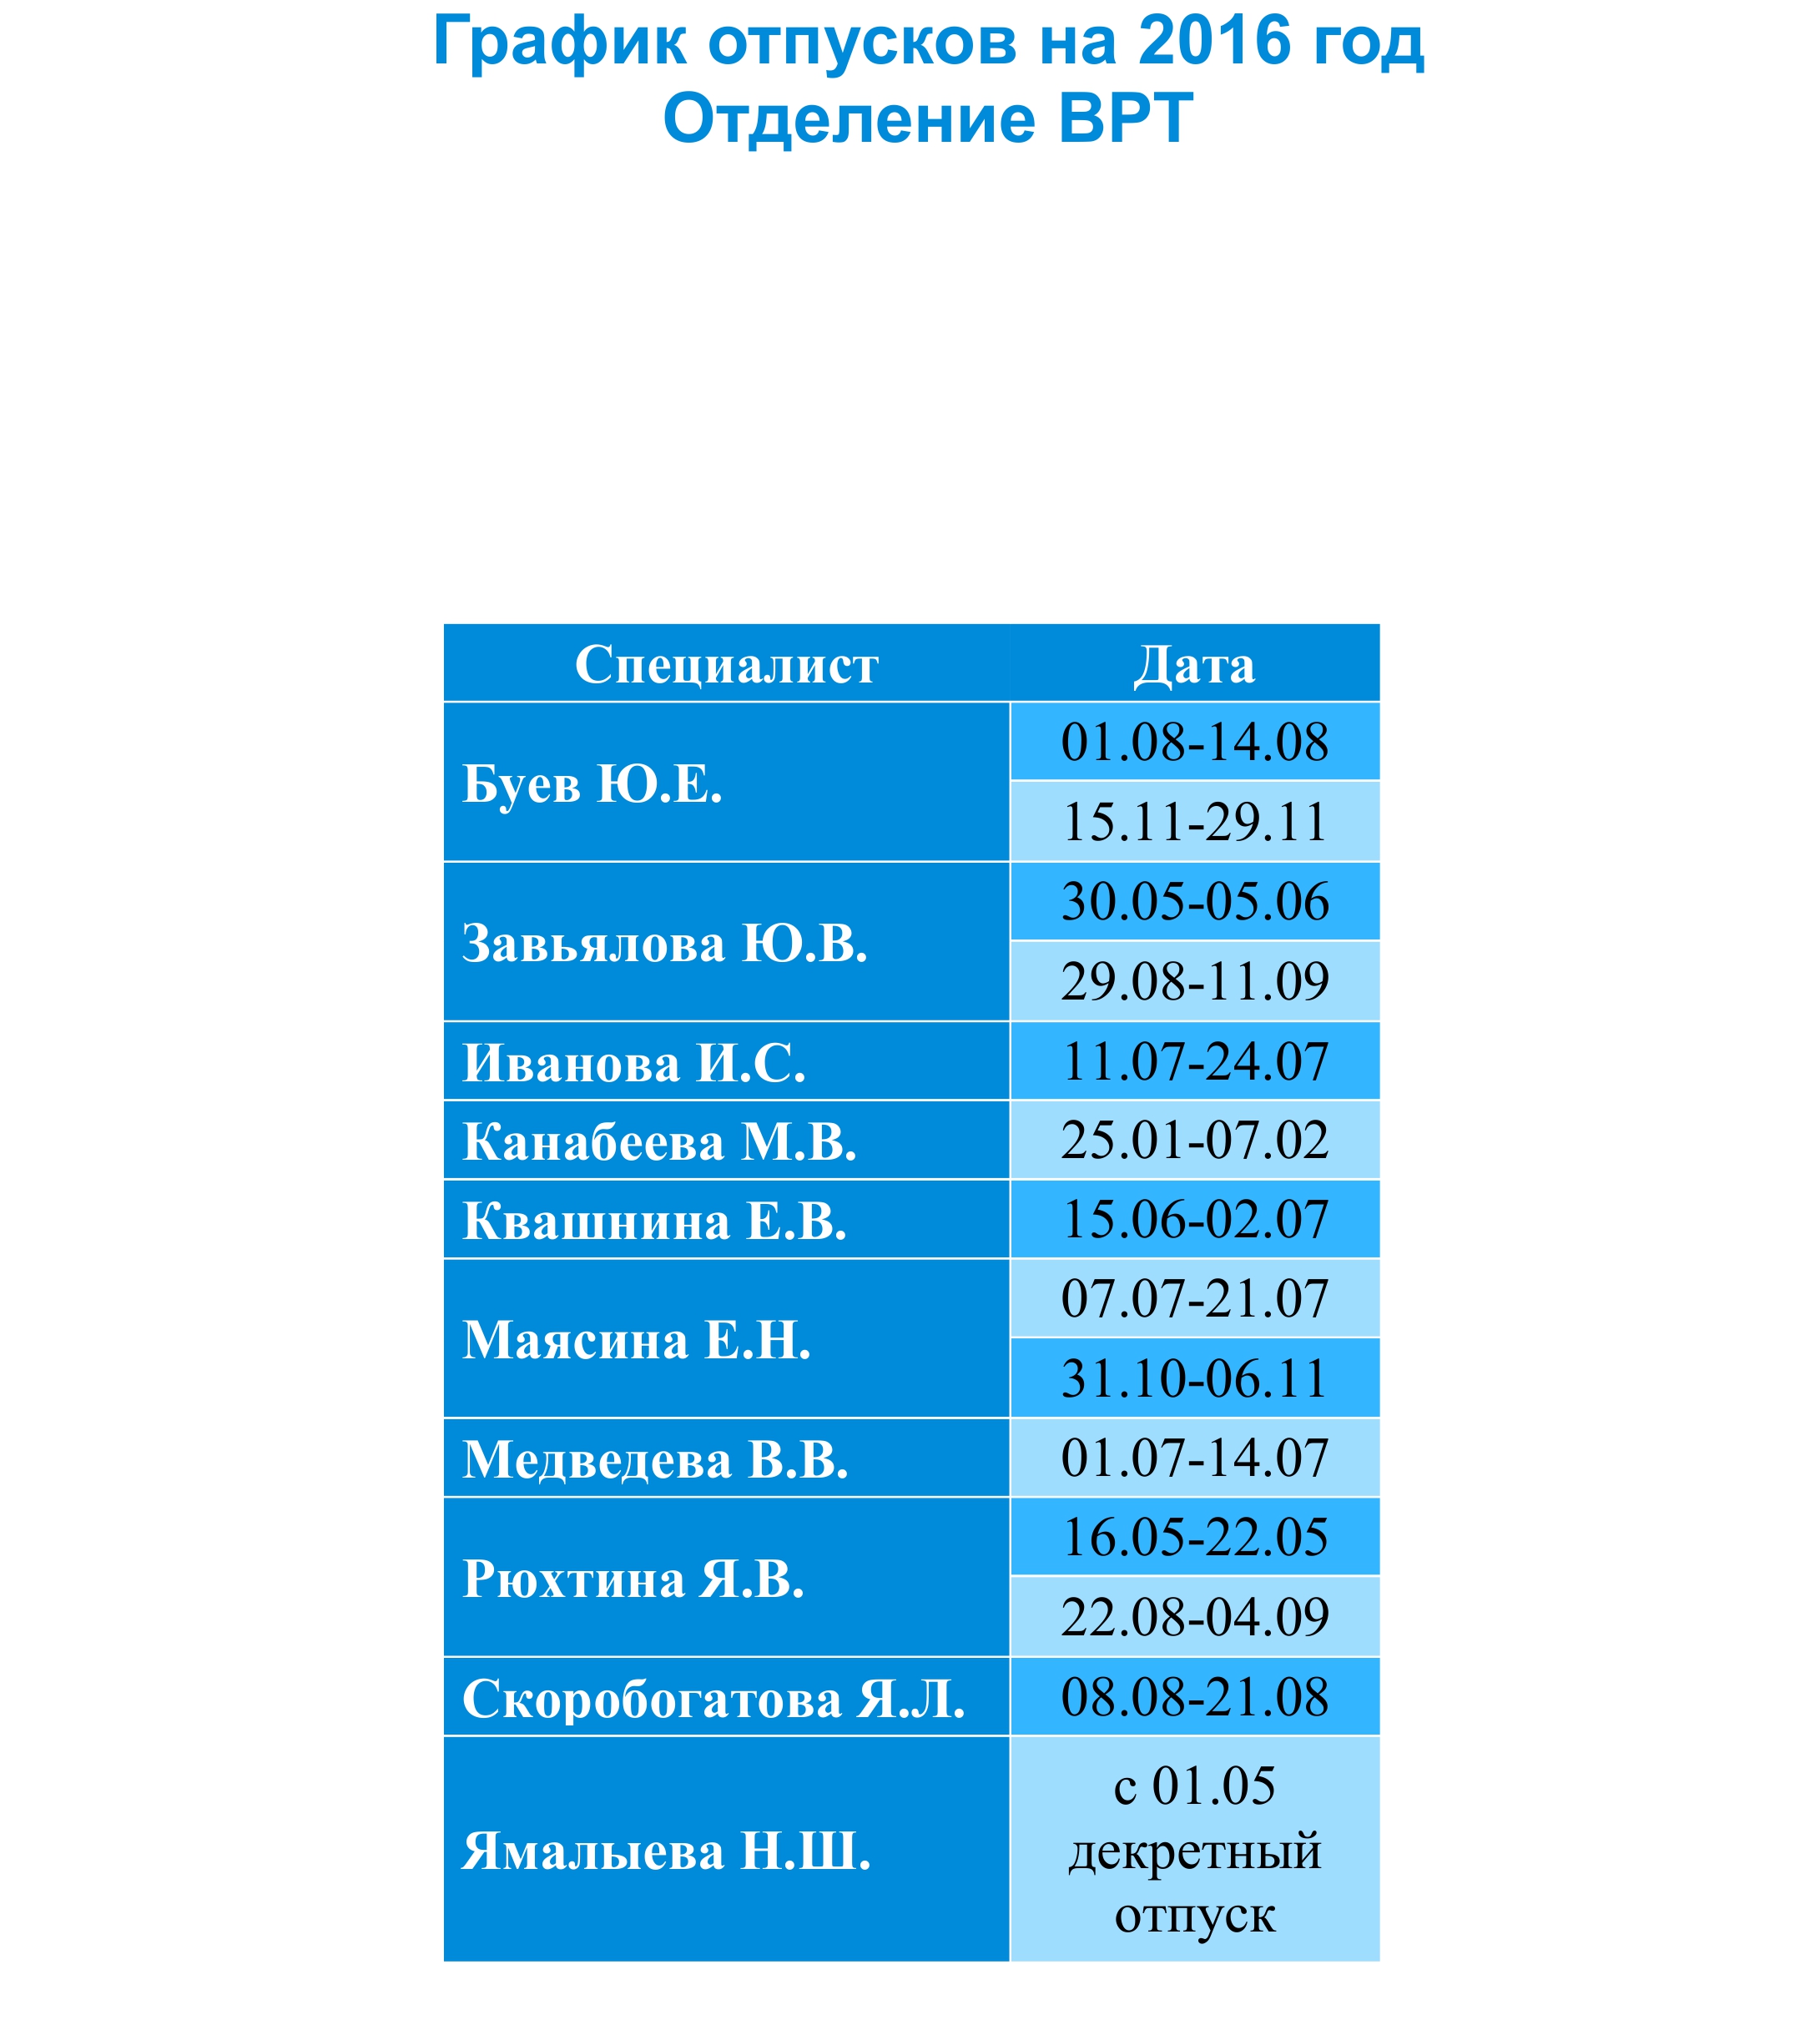 График отпусков на 2016 год
Отделение ВРТ
Специалист Дата
Буев Ю.Е. 01.08-14.08
15.11-29.11
Завьялова Ю.В. 30.05-05.06
29.08-11.09
Иванова И.С. 11.07-24.07
Канабеева М.В. 25.01-07.02
Квашнина Е.В. 15.06-02.07
Маясина Е.Н. 07.07-21.07
31.10-06.11
Медведева В.В. 01.07-14.07
Рюхтина Я.В. 16.05-22.05
22.08-04.09
Скоробогатова Я.Л. 08.08-21.08
Ямалыева Н.Ш. с 01.05
декретный
отпуск